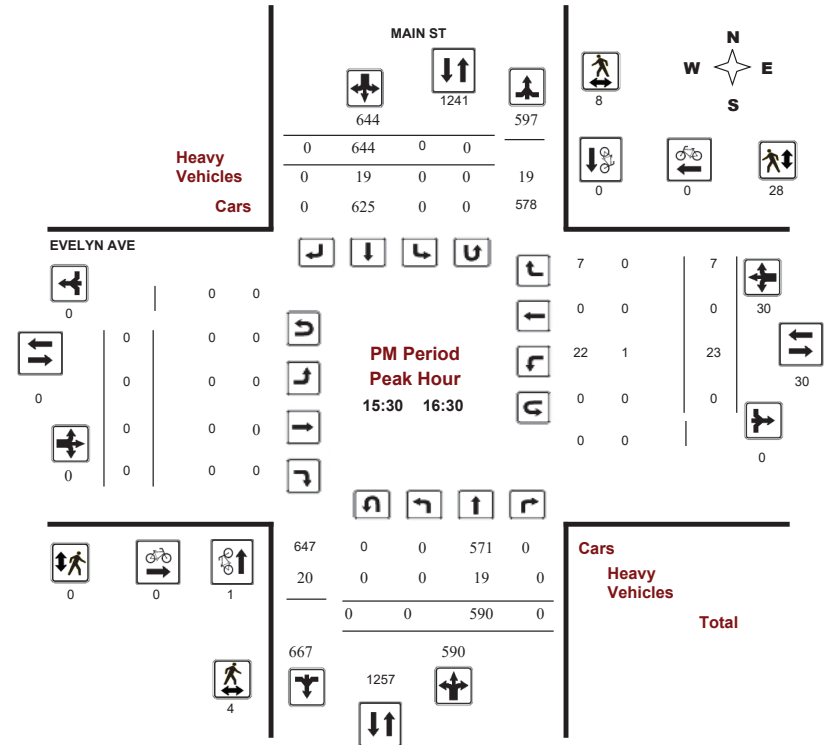 MAIN ST
N
W E
S
1241
8
644 597
0 644 0 0
Heavy
Vehicles
0 19 0 0 19
Cars 0 625 0 0 578
0 0 28
EVELYN AVE
0
0 0
7 0 7
0 0
0 0 0
30
0
PM Period
Peak Hour
15:30 16:30
0 0 0
22 1 23
30
0 0 0
0 0 0
0 0 0
0 0
0
0 0 0
0
647 0 0 571 0
Cars
20 0 0 19 0
Heavy
Vehicles
0 0 1
0 0 590 0
Total
667 590
1257
4